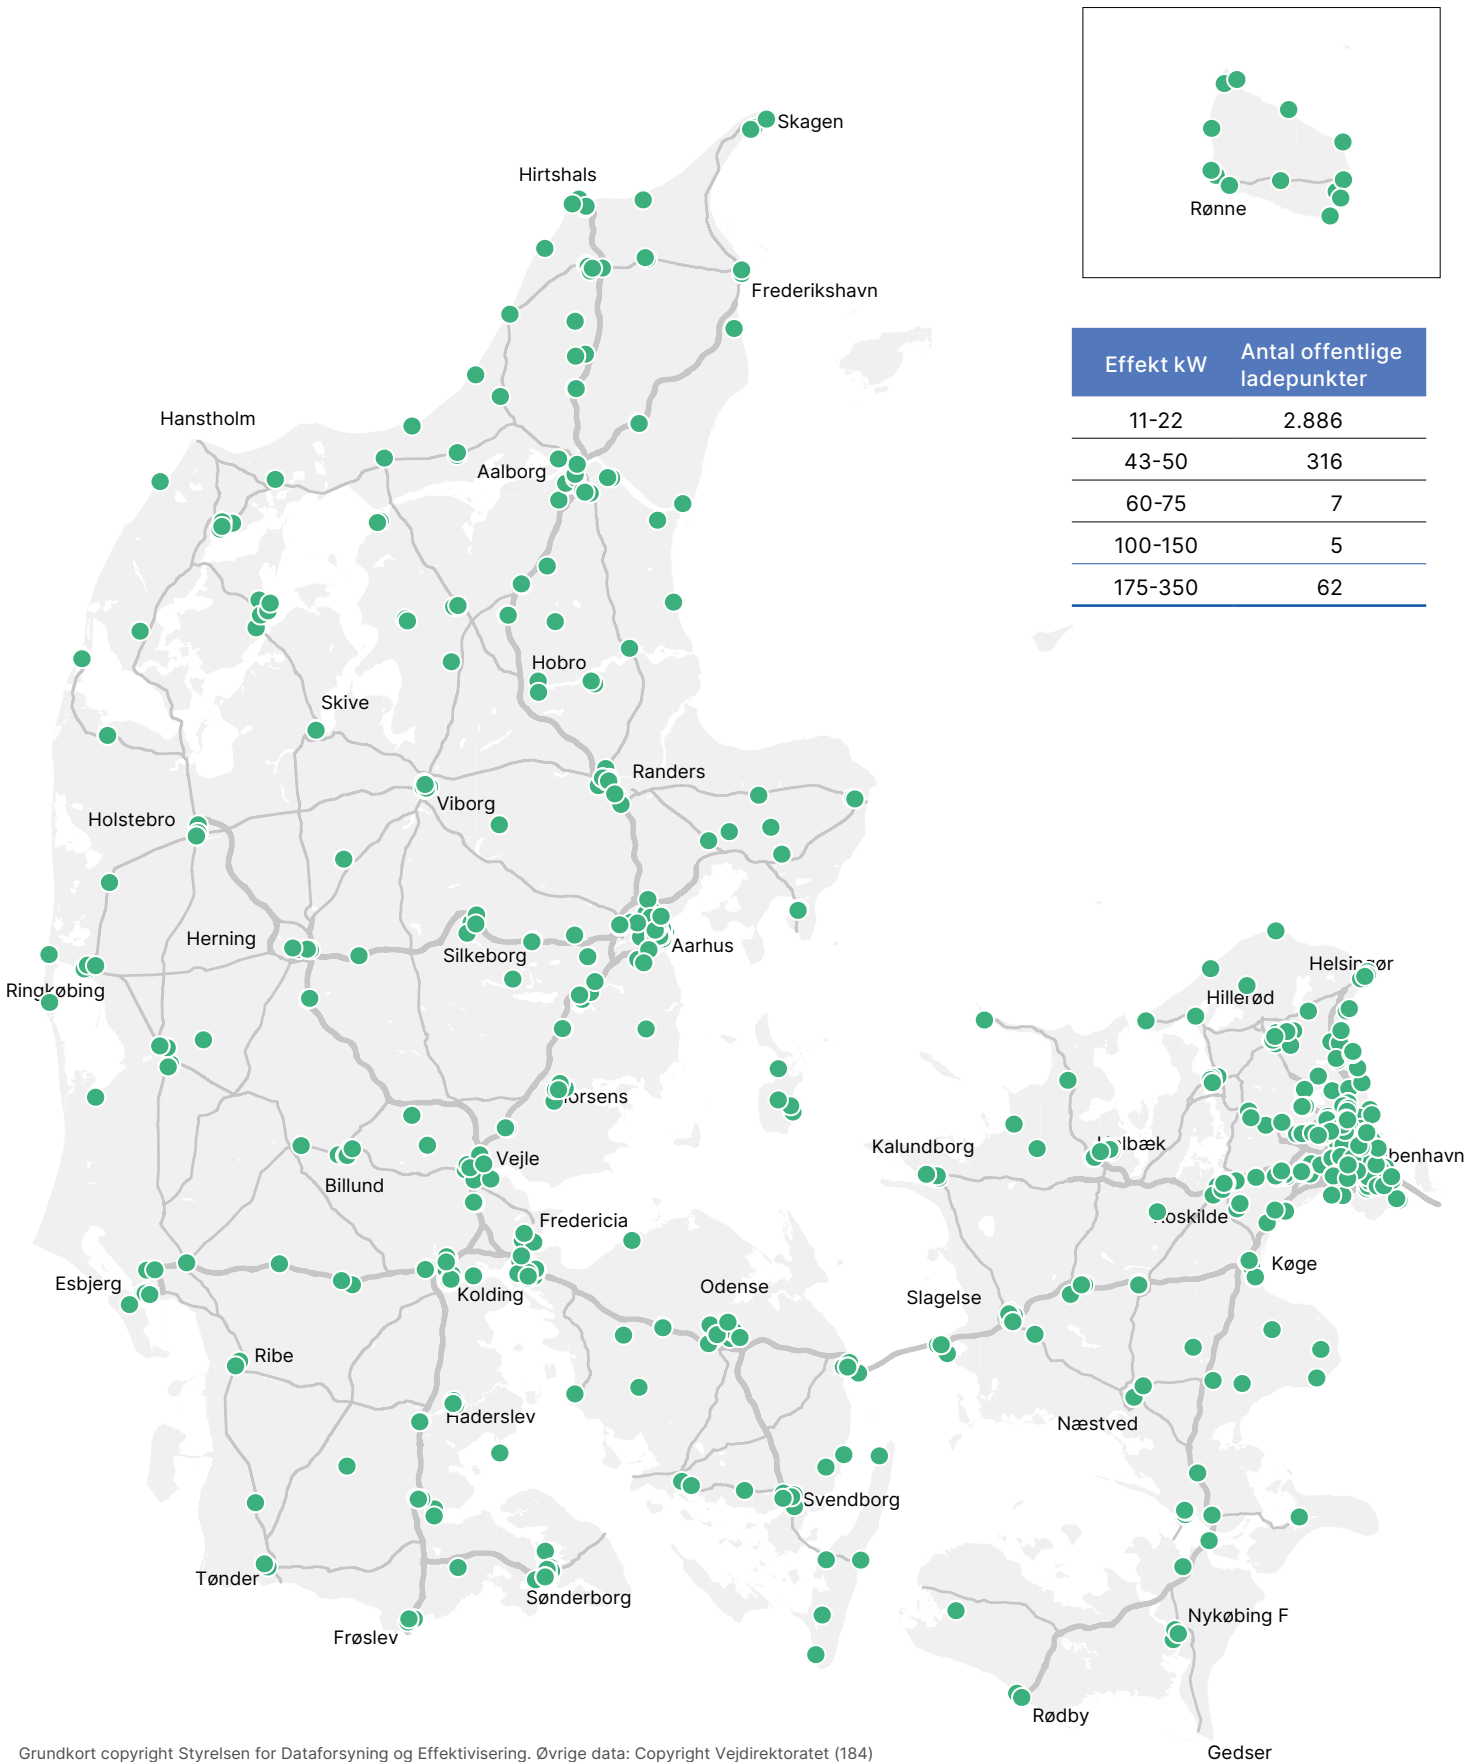 Skagen
Hirtshals
Rønne
Frederikshavn
Effekt kW
Antal offentlige
ladepunkter
11-22 2.886
43-50 316
60-75 7
100-150 5
175-350 62
Hanstholm
Aalborg
Hobro
Skive
Randers
Viborg
Holstebro
Herning
Silkeborg
Aarhus
Ringkøbing
Helsingør
Hillerød
Kalundborg
Vejle
Billund
Roskilde
Fredericia
Esbjerg
Kolding
Odense
Køge
Slagelse
Ribe
Haderslev
Næstved
Svendborg
Tønder
Sønderborg
Frøslev
Nykøbing F
Rødby
Gedser
Grundkort copyright Styrelsen for Dataforsyning og Effektivisering. Øvrige data: Copyright Vejdirektoratet (184)